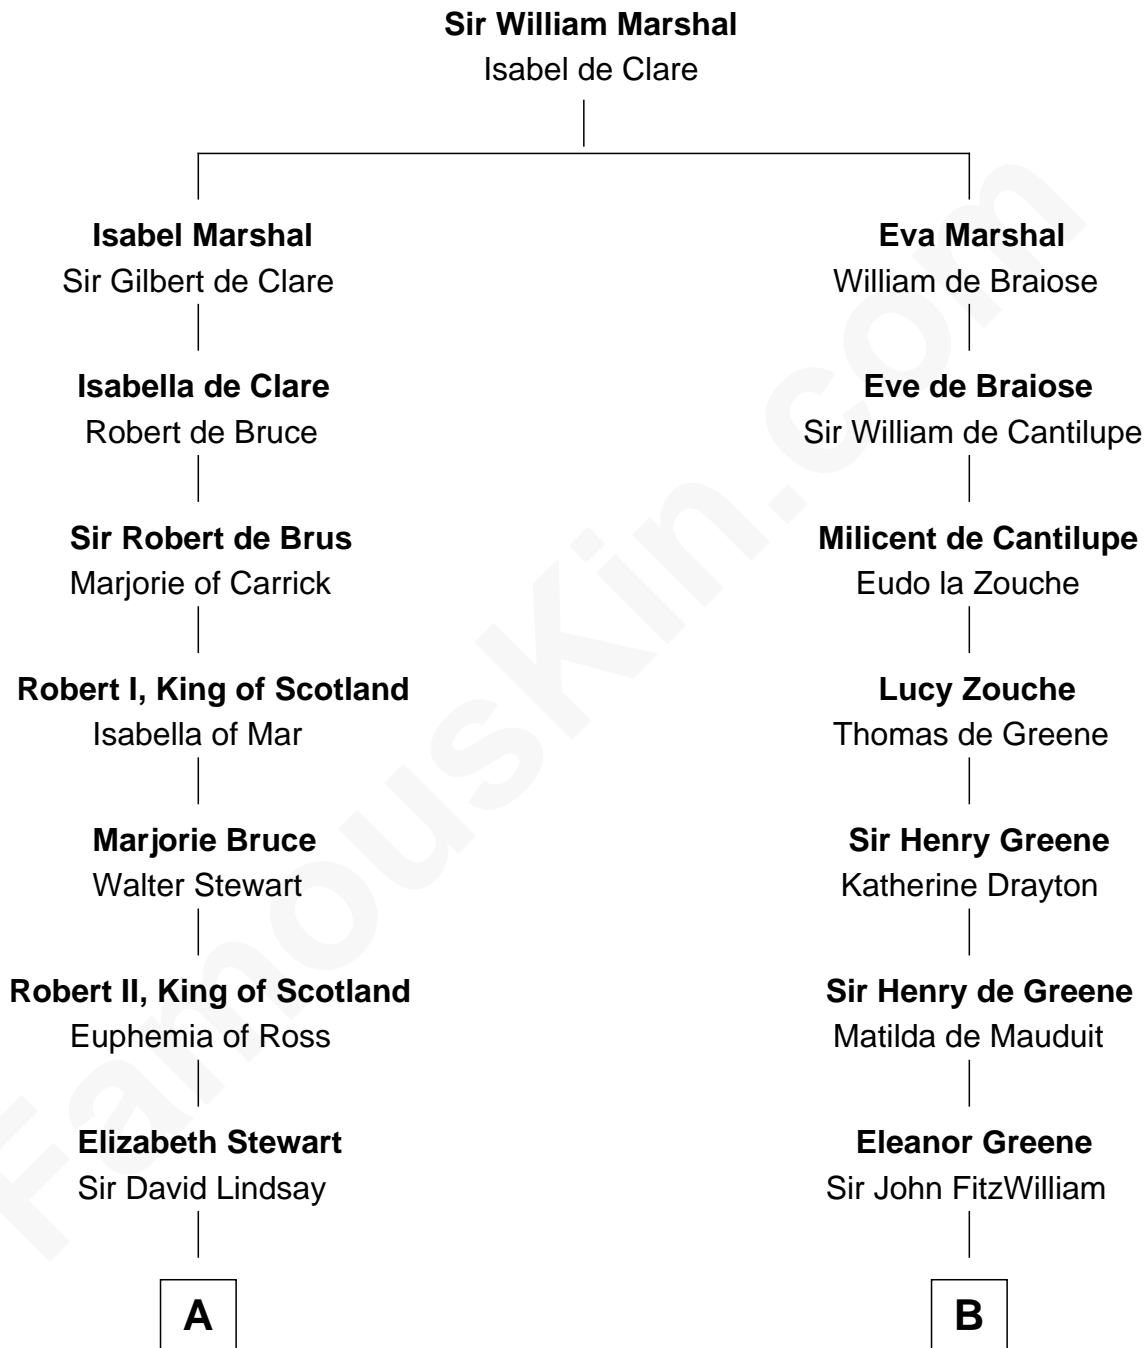 Sir William Marshal
Isabel de Clare
Isabel Marshal
Sir Gilbert de Clare
Isabella de Clare
Robert de Bruce
Sir Robert de Brus
Marjorie of Carrick
Robert I, King of Scotland
Isabella of Mar
Marjorie Bruce
Walter Stewart
Robert II, King of Scotland
Euphemia of Ross
Elizabeth Stewart
Sir David Lindsay
A
Eva Marshal
William de Braiose
Eve de Braiose
Sir William de Cantilupe
Milicent de Cantilupe
Eudo la Zouche
Lucy Zouche
Thomas de Greene
Sir Henry Greene
Katherine Drayton
Sir Henry de Greene
Matilda de Mauduit
Eleanor Greene
Sir John FitzWilliam
B
FamousKin.com